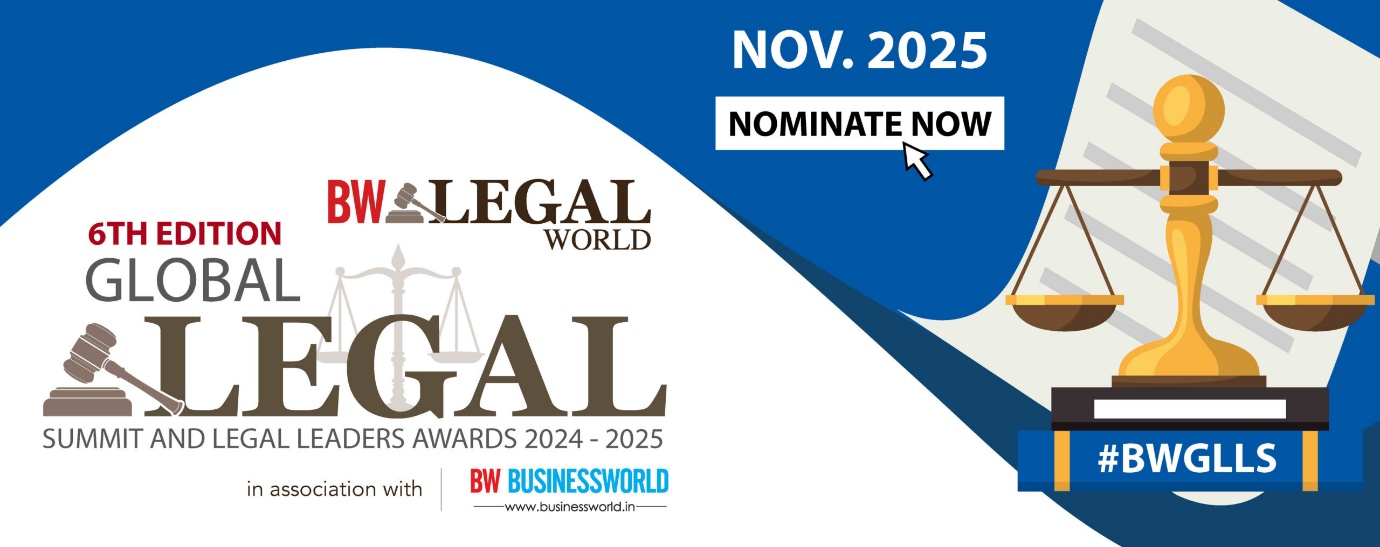 NOV. 2025
NOMINATE NOW
BW LEGAL
WORLD
6TH EDITION
GLOBAL
LEGAL
SUMMIT AND LEGAL LEADERS AWARDS 2024 - 2025
in association with
BW BUSINESSWORLD
www.businessworld.in
#BWGLLS